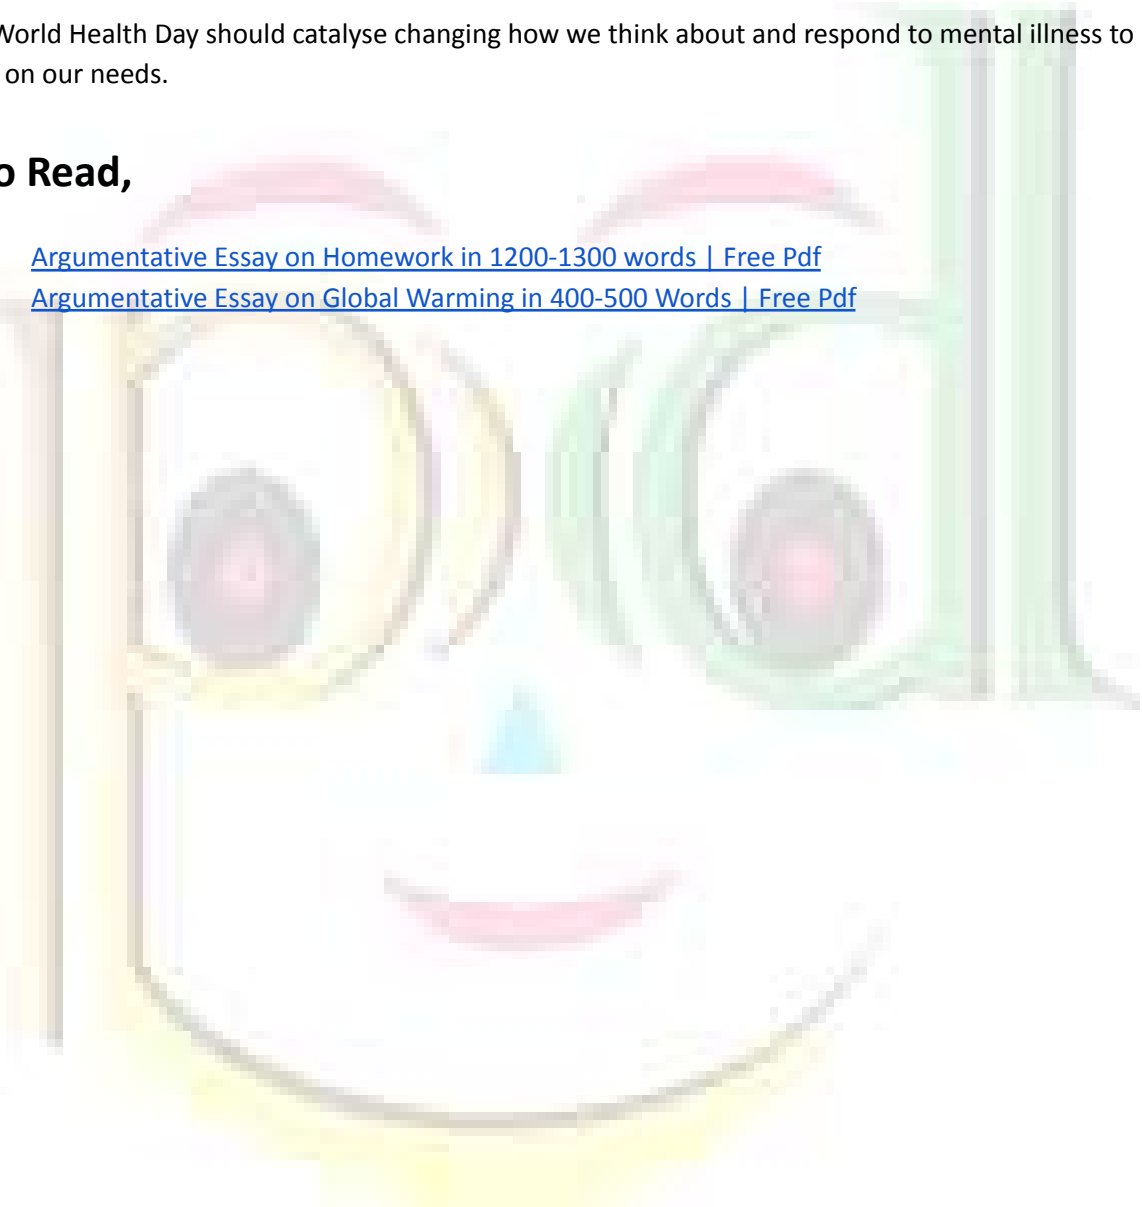 World Health Day should catalyse changing how we think about and respond to mental illness to
on our needs.
o Read,
Argumentative Essay on Homework in 1200-1300 words | Free Pdf
Argumentative Essay on Global Warming in 400-500 Words | Free Pdf